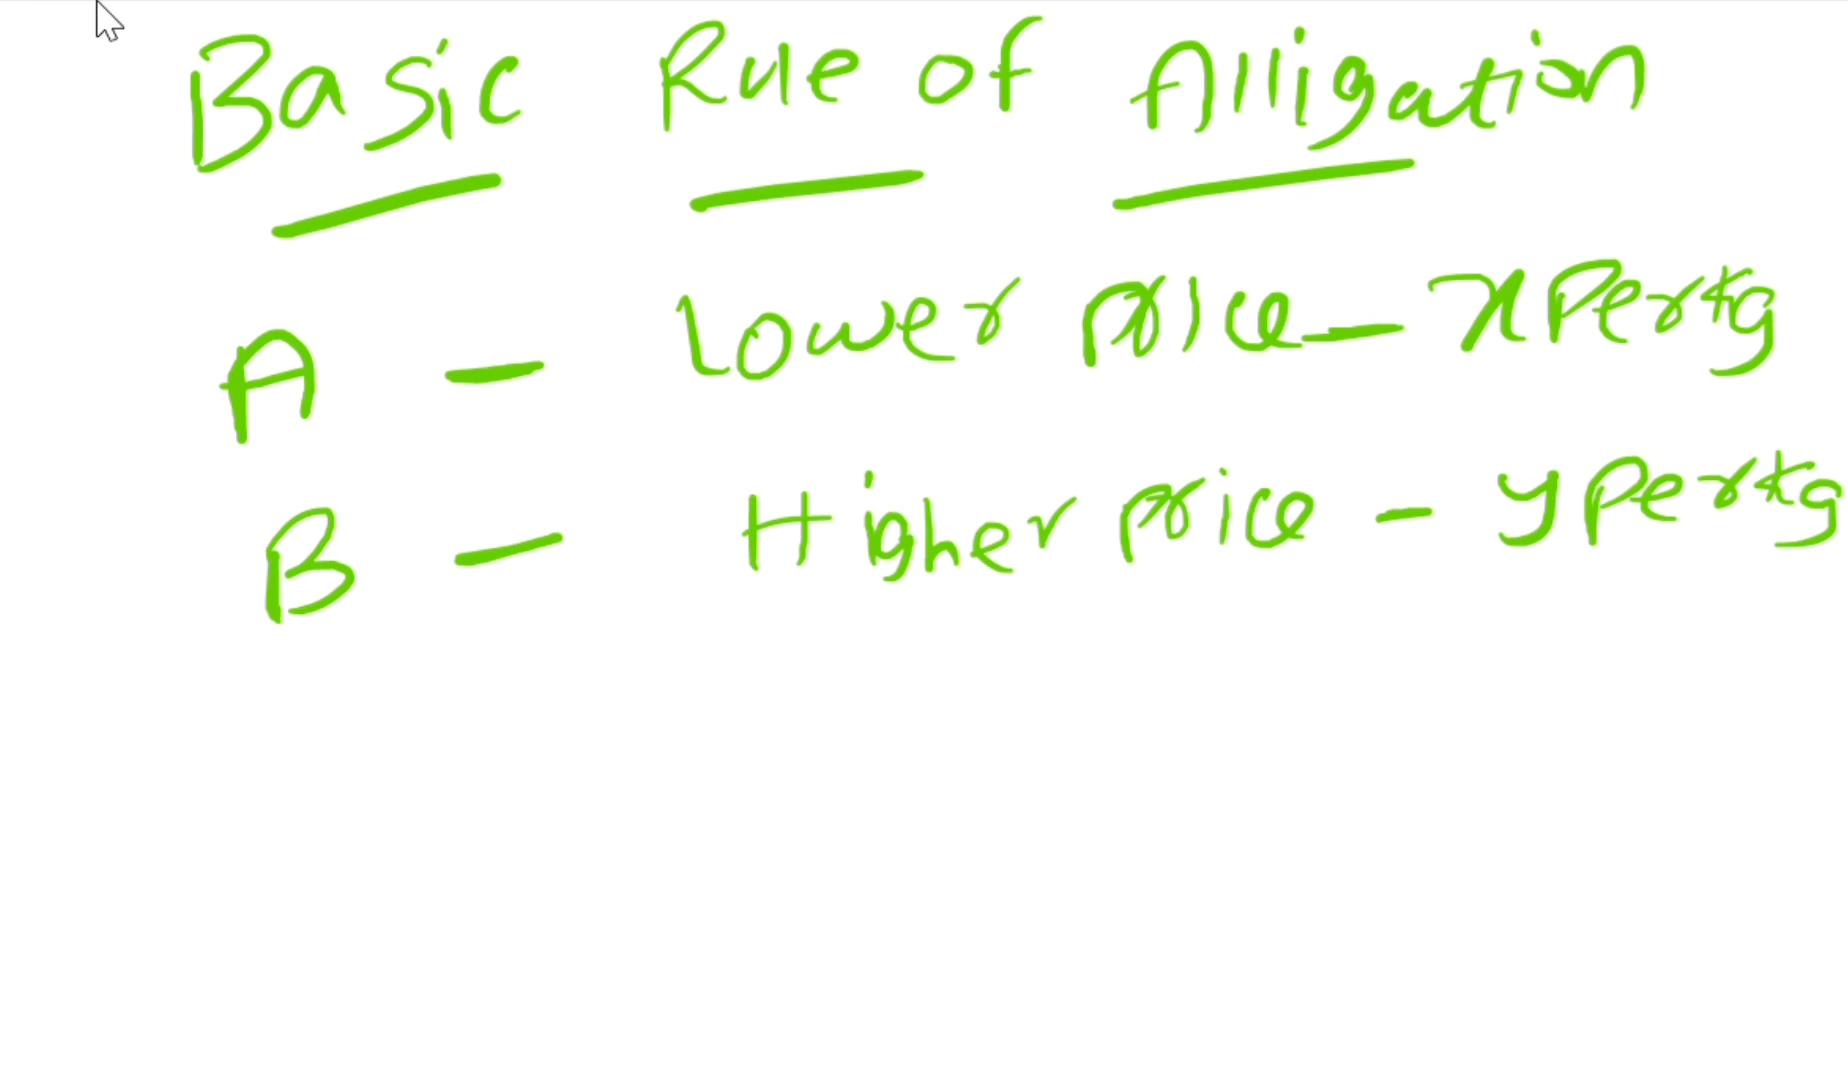 Basic Rule of Alligation
A - Lower price - x Per kg
B - Higher price - y Per kg